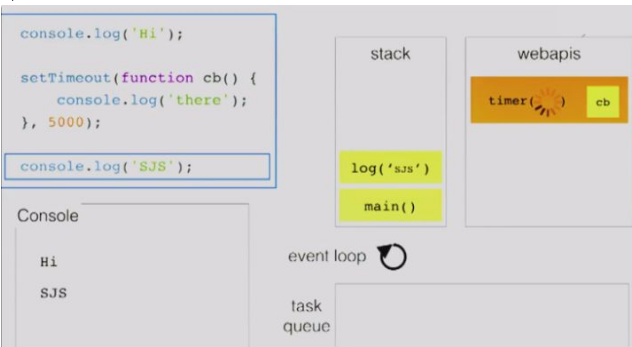 console.log('Hi');
setTimeout(function cb() {
console.log('there');
}, 5000);
console.log('SJS');
Console
Hi
SJS
stack
log('SJS')
main()
webapis
timer( )
cb
event loop
task
queue